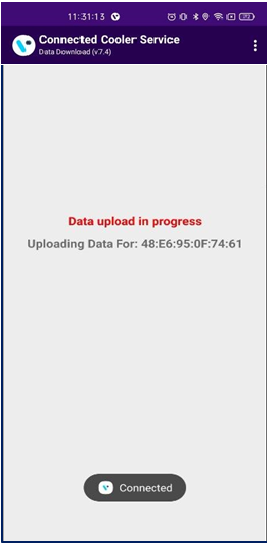 11:31:13
Connected Cooler Service
Data Download (v7.4)
Data upload in progress
Uploading Data For: 48:E6:95:0F:74:61
Connected